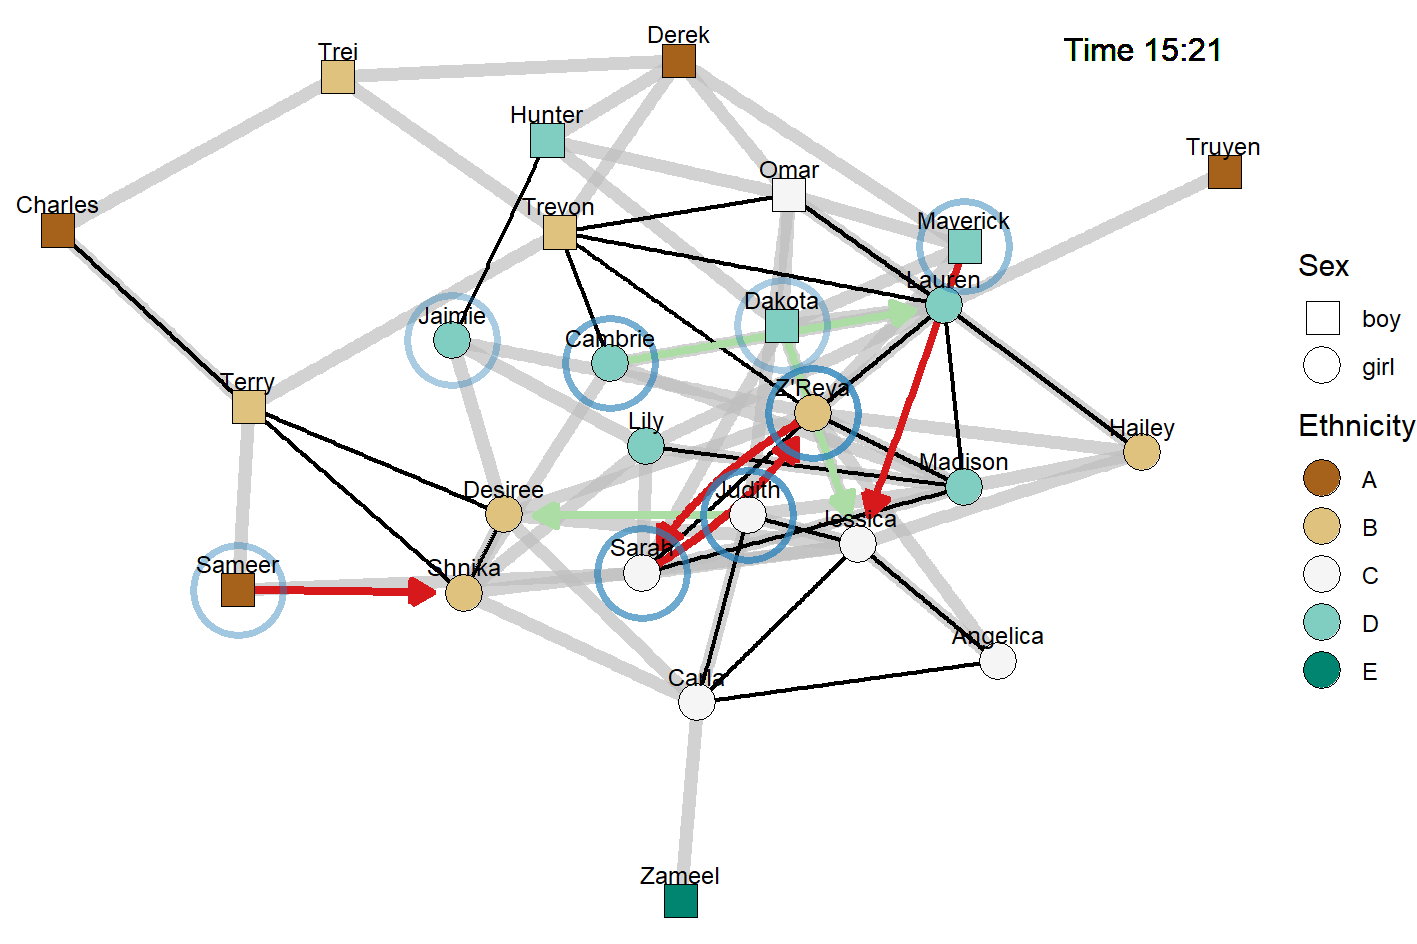 Derek
Time 15:21
Trei
Hunter
Truyen
Omar
Charles
Trevon
Maverick
Sex
Lauren
Dakota
Jaimie
boy
Cambrie
girl
Terry
Z'Reya
Lily
Hailey
Ethnicity
Madison
A
Desiree
Judith
Jessica
B
Sarah
Sameer
Shnika
C
D
Angelica
E
Carla
Zameel